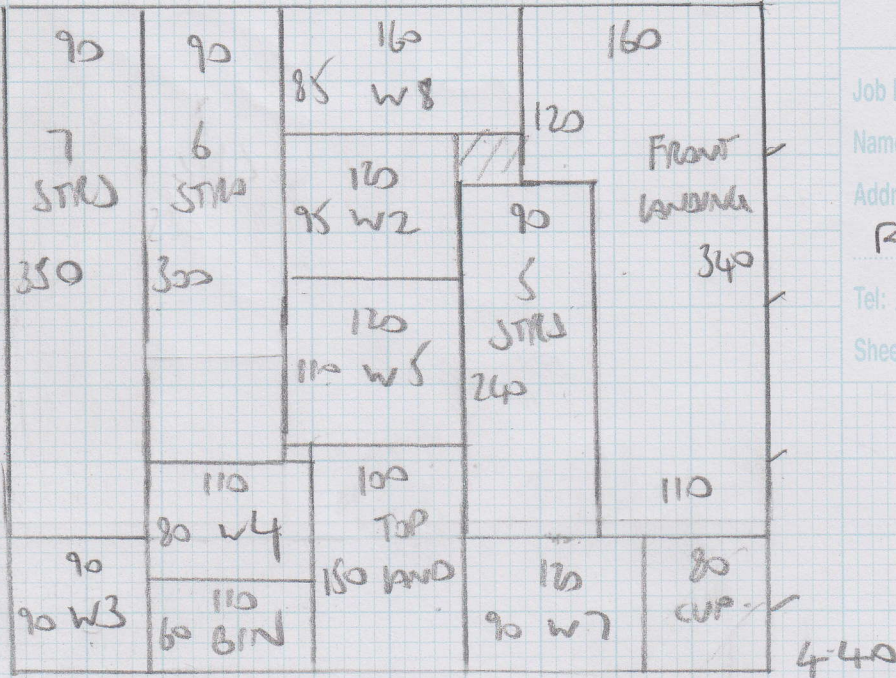 90
7
STRS
350
90
6
STRS
300
160
85 W8
120
95 W2
120
110 W5
160
120
FRONT
LANDING
340
110
90
5
STRS
240
90
90 W3
110
80 W4
110
60 BIN
100
TOP
150 LAND
120
90 W7
80
CUP
4-40
Job
Name
Addr
Tel:
Shee